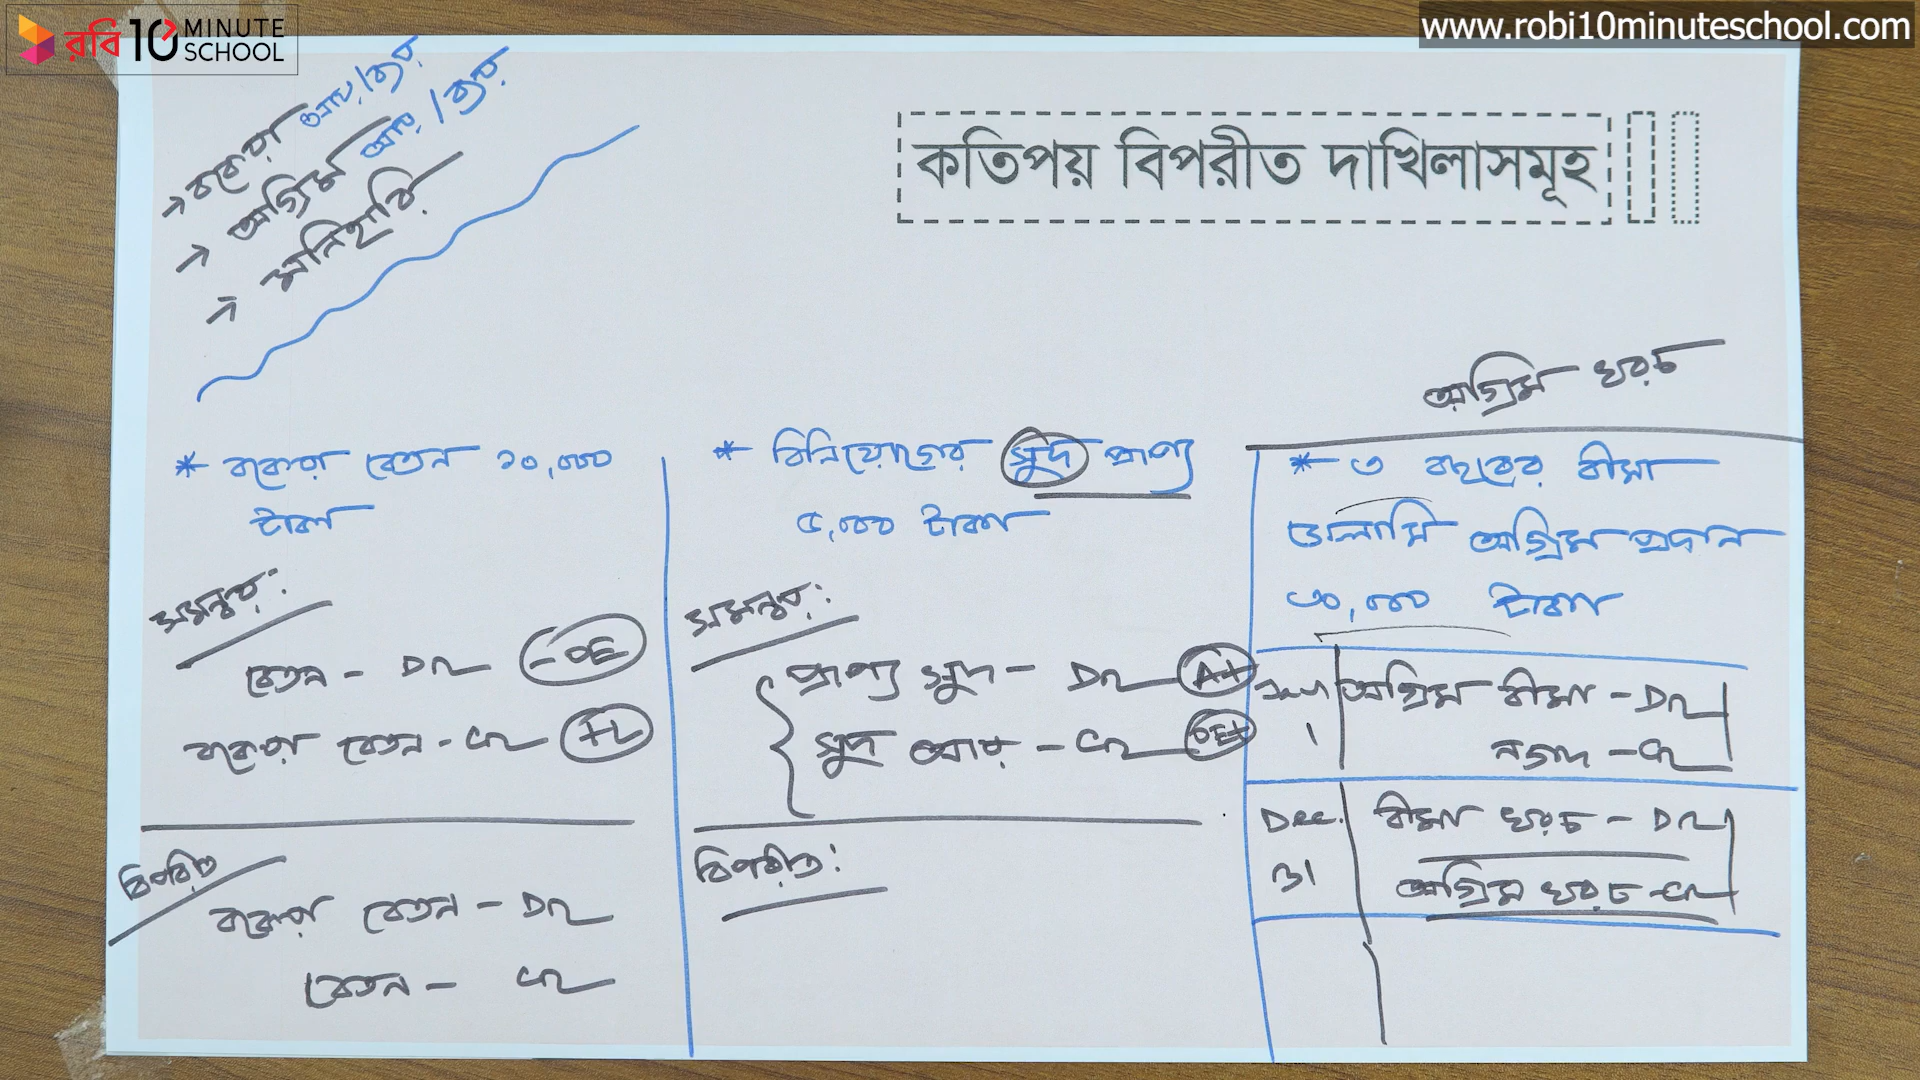 রবি 10 MINUTE SCHOOL
www.robi10minuteschool.com
→ বকেয়া আয়/ব্যয়
→ অগ্রিম আয়/ব্যয়
→ মনিহারি
কতিপয় বিপরীত দাখিলাসমূহ
* বকেয়া বেতন ১০,০০০
টাকা
সমন্বয়:
বেতন - Dr -OE
বকেয়া বেতন - Cr +L
বিপরিত
বকেয়া বেতন - Dr
বেতন - Cr
* বিনিয়োগের সুদ প্রাপ্য
৫,০০০ টাকা
সমন্বয়:
প্রাপ্য সুদ - Dr A+
সুদ আয় - Cr OE+
বিপরীত:
অগ্রিম খরচ
* ৩ বছরের বীমা
সেলামি অগ্রিম প্রদান
৩০,০০০ টাকা
Jan 1 অগ্রিম বীমা - Dr
নগদ - Cr
Dec. 31 বীমা খরচ - Dr
অগ্রিম খরচ - Cr